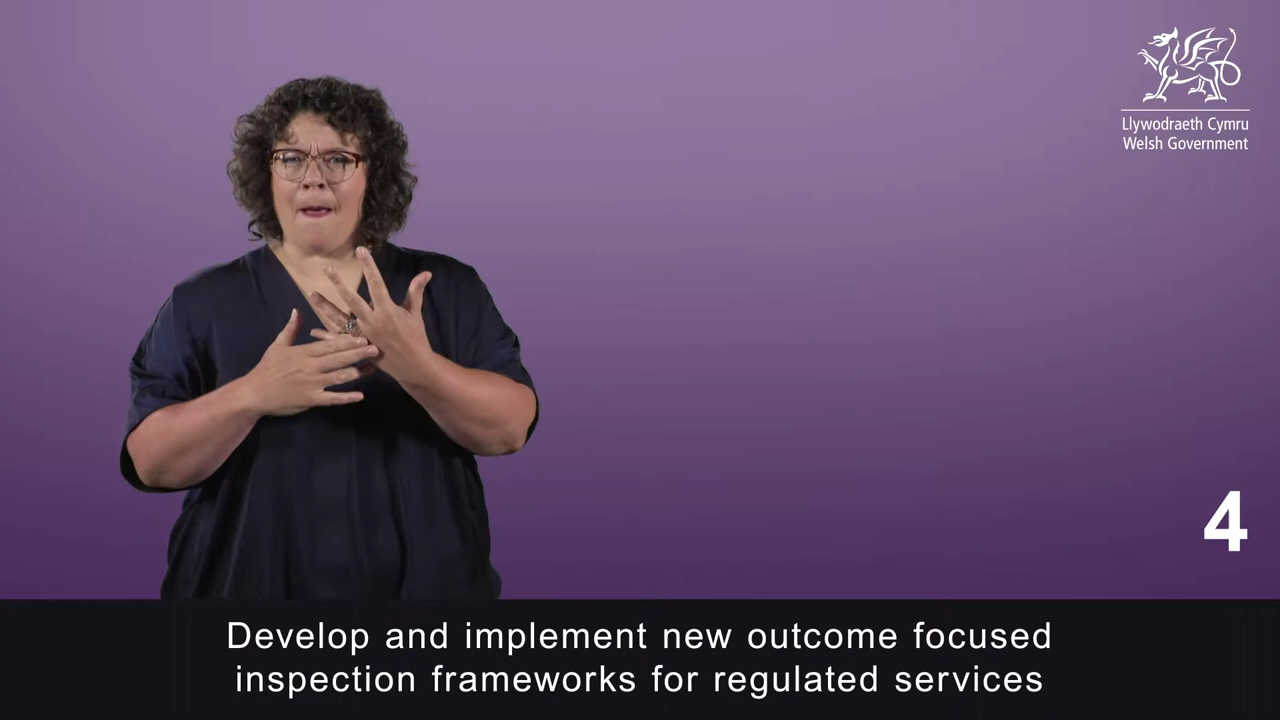 Llywodraeth Cymru
Welsh Government
4
Develop and implement new outcome focused
inspection frameworks for regulated services